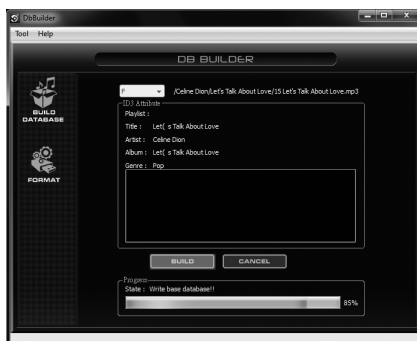 DbBuilder
Tool Help
DB BUILDER
F /Celine Dion/Let's Talk About Love/15 Let's Talk About Love.mp3
BUILD
DATABASE
ID3 Attribute
Playlist :
Title : Let( s Talk About Love
Artist : Celine Dion
Album : Let( s Talk About Love
Genre : Pop
FORMAT
BUILD CANCEL
Progress
State : Write base database!!
85%